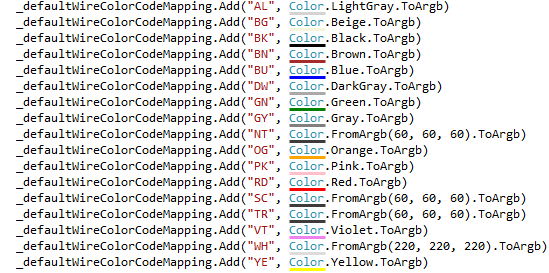 _defaultWireColorCodeMapping.Add("AL", Color.LightGray.ToArgb)
_defaultWireColorCodeMapping.Add("BG", Color.Beige.ToArgb)
_defaultWireColorCodeMapping.Add("BK", Color.Black.ToArgb)
_defaultWireColorCodeMapping.Add("BN", Color.Brown.ToArgb)
_defaultWireColorCodeMapping.Add("BU", Color.Blue.ToArgb)
_defaultWireColorCodeMapping.Add("DW", Color.DarkGray.ToArgb)
_defaultWireColorCodeMapping.Add("GN", Color.Green.ToArgb)
_defaultWireColorCodeMapping.Add("GY", Color.Gray.ToArgb)
_defaultWireColorCodeMapping.Add("NT", Color.FromArgb(60, 60, 60).ToArgb)
_defaultWireColorCodeMapping.Add("OG", Color.Orange.ToArgb)
_defaultWireColorCodeMapping.Add("PK", Color.Pink.ToArgb)
_defaultWireColorCodeMapping.Add("RD", Color.Red.ToArgb)
_defaultWireColorCodeMapping.Add("SC", Color.FromArgb(60, 60, 60).ToArgb)
_defaultWireColorCodeMapping.Add("TR", Color.FromArgb(60, 60, 60).ToArgb)
_defaultWireColorCodeMapping.Add("VT", Color.Violet.ToArgb)
_defaultWireColorCodeMapping.Add("WH", Color.FromArgb(220, 220, 220).ToArgb)
_defaultWireColorCodeMapping.Add("YE", Color.Yellow.ToArgb)